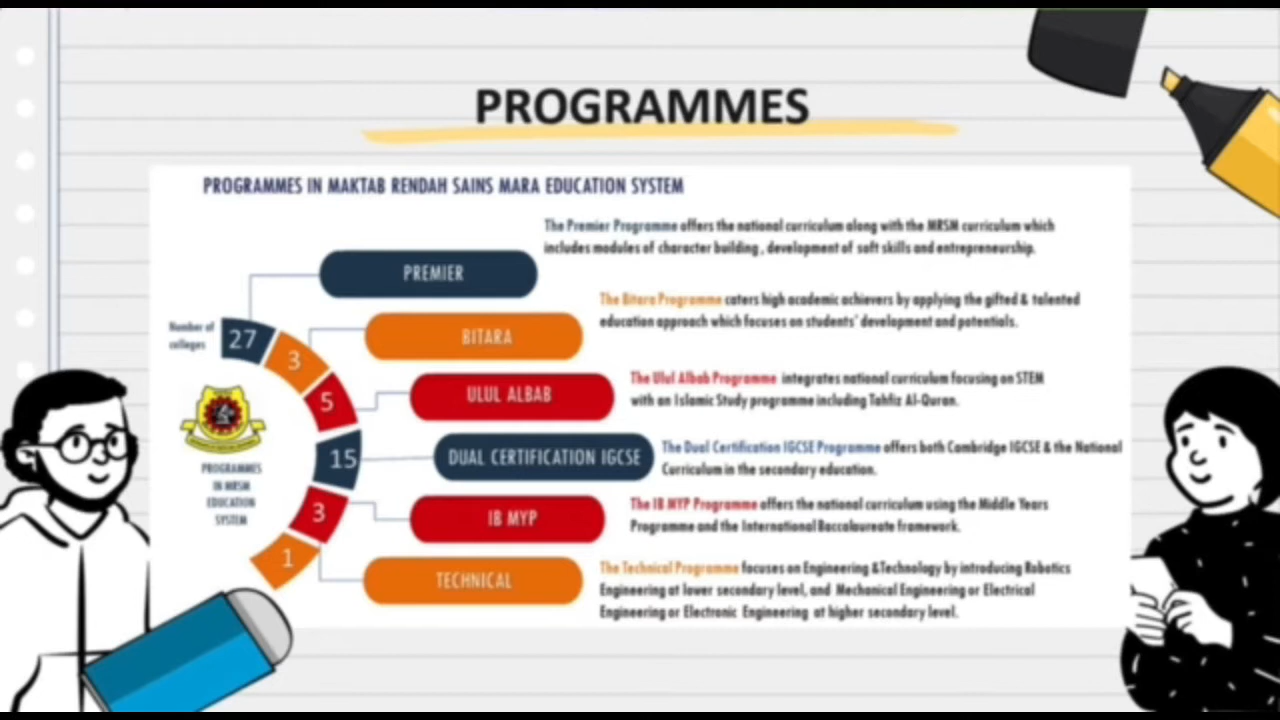 PROGRAMMES
PROGRAMMES IN MAKTAB RENDAH SAINS MARA EDUCATION SYSTEM
The Premier Programme offers the national curriculum along with the MRSM curriculum which
includes modules of character building, development of soft skills and entrepreneurship.
PREMIER
The Bitara Programme caters high academic achievers by applying the gifted & talented
education approach which focuses on students' development and potentials.
Number of
colleges
27
3
BITARA
The Ulul Albab Programme integrates national curriculum focusing on STEM
with an Islamic Study programme including Tahfiz Al-Quran.
5
ULUL ALBAB
The Dual Certification IGCSE Programme offers both Cambridge IGCSE & the National
Curriculum in the secondary education.
15
DUAL CERTIFICATION IGCSE
PROGRAMMES
IN MRSM
EDUCATION
SYSTEM
The IB MYP Programme offers the national curriculum using the Middle Years
Programme and the International Baccalaureate framework.
3
IB MYP
The Technical Programme focuses on Engineering &Technology by introducing Robotics
Engineering at lower secondary level, and Mechanical Engineering or Electrical
Engineering or Electronic Engineering at higher secondary level.
1
TECHNICAL